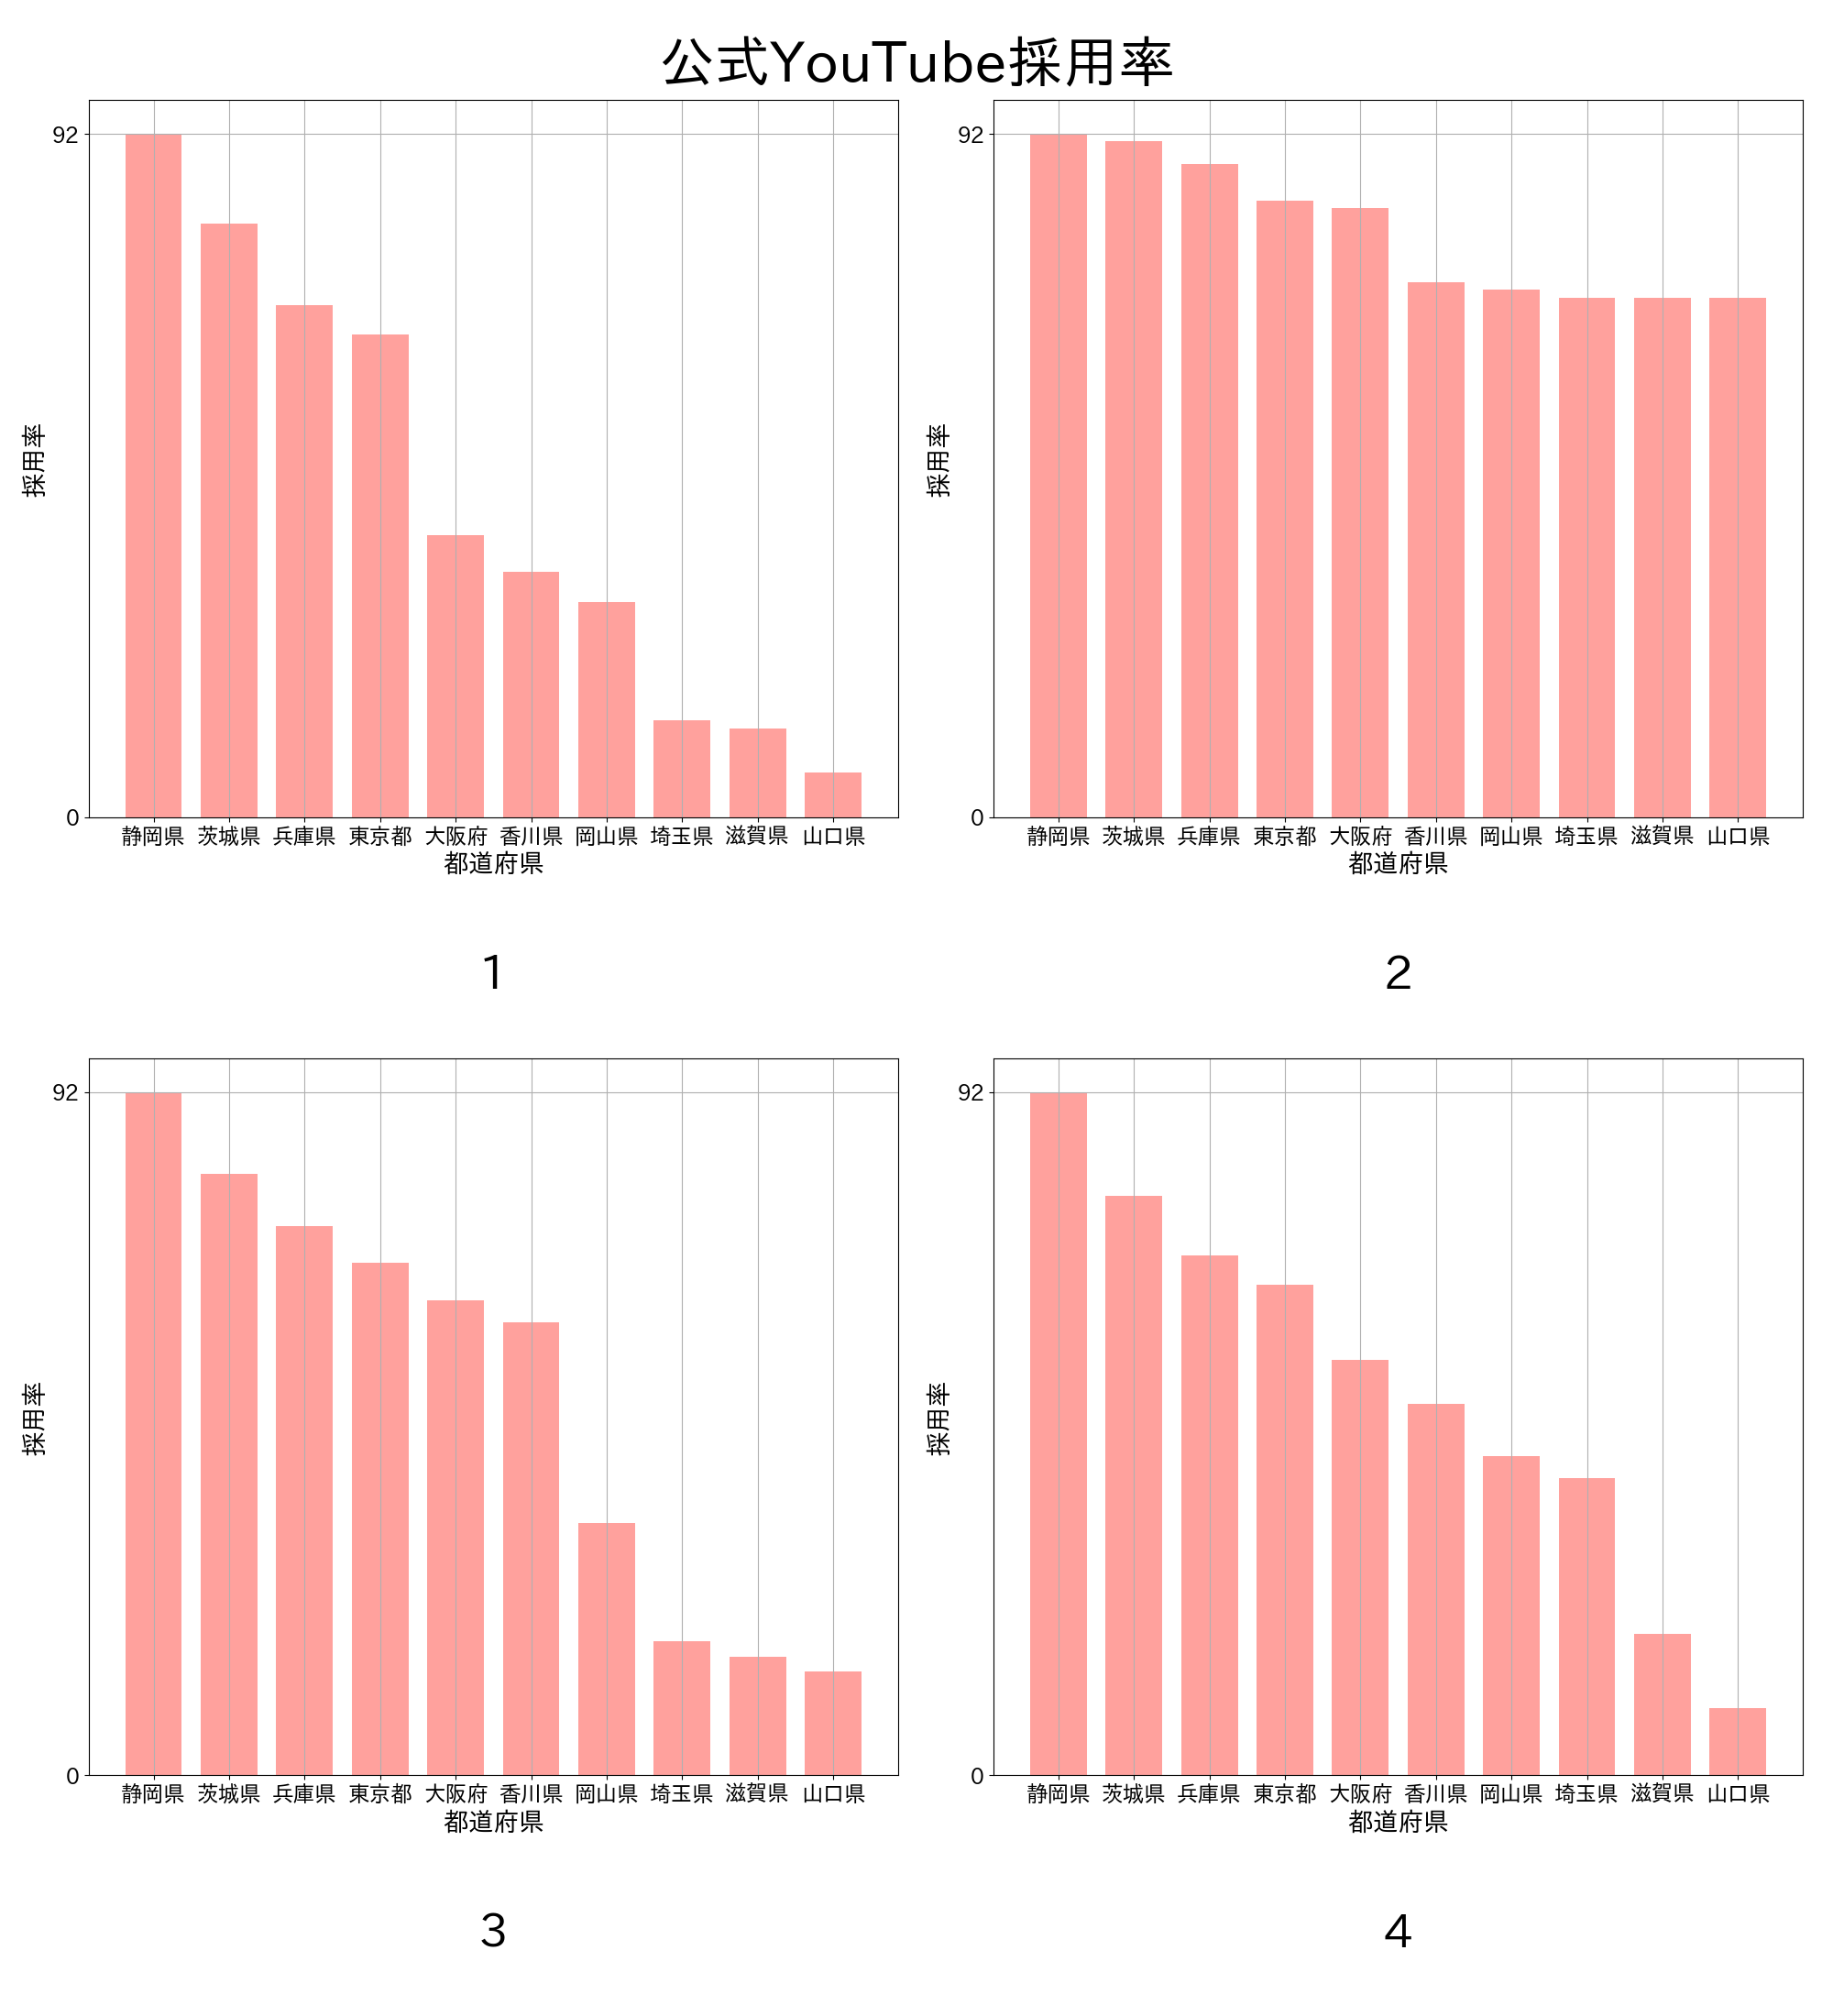 公式YouTube採用率
92
採用率
0
静岡県 茨城県 兵庫県 東京都 大阪府 香川県 岡山県 埼玉県 滋賀県 山口県
都道府県
1
92
採用率
0
静岡県 茨城県 兵庫県 東京都 大阪府 香川県 岡山県 埼玉県 滋賀県 山口県
都道府県
2
92
採用率
0
静岡県 茨城県 兵庫県 東京都 大阪府 香川県 岡山県 埼玉県 滋賀県 山口県
都道府県
3
92
採用率
0
静岡県 茨城県 兵庫県 東京都 大阪府 香川県 岡山県 埼玉県 滋賀県 山口県
都道府県
4